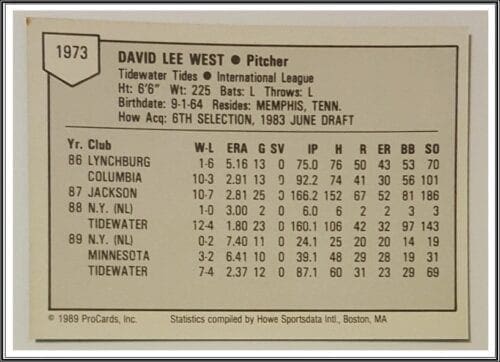 1973
DAVID LEE WEST ● Pitcher
Tidewater Tides ● International League
Ht: 6'6" Wt: 225 Bats: L Throws: L
Birthdate: 9-1-64 Resides: MEMPHIS, TENN.
How Acq: 6TH SELECTION, 1983 JUNE DRAFT
Yr. Club W-L ERA G SV IP H R ER BB SO
86 LYNCHBURG 1-6 5.16 13 0 75.0 76 50 43 53 70
COLUMBIA 10-3 2.91 13 0 92.2 74 41 30 56 101
87 JACKSON 10-7 2.81 25 0 166.2 152 67 52 81 186
88 N.Y. (NL) 1-0 3.00 2 0 6.0 6 2 2 3 3
TIDEWATER 12-4 1.80 23 0 160.1 106 42 32 97 143
89 N.Y. (NL) 0-2 7.40 11 0 24.1 25 20 20 14 19
MINNESOTA 3-2 6.41 10 0 39.1 48 29 28 19 31
TIDEWATER 7-4 2.37 12 0 87.1 60 31 23 29 69
© 1989 ProCards, Inc. Statistics compiled by Howe Sportsdata Intl., Boston, MA